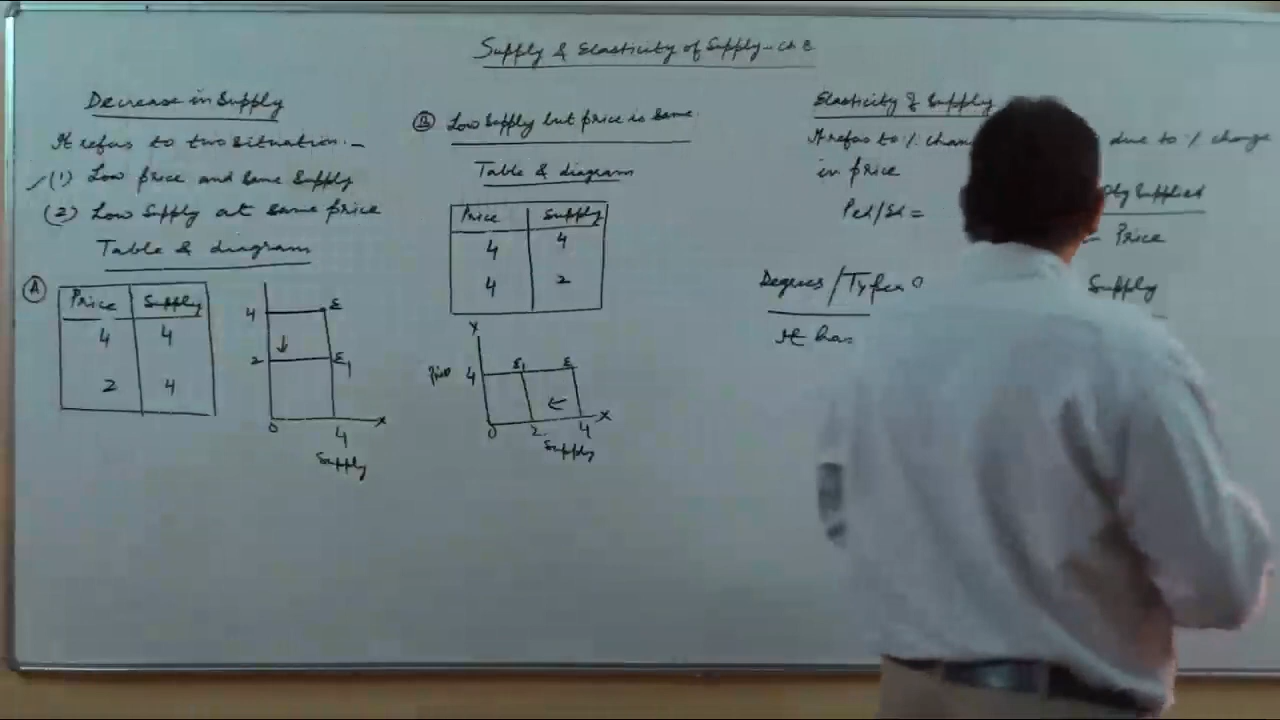 Supply & Elasticity of Supply - ch 8
Decrease in Supply
It refers to two situation. -
(1) Low price and same Supply
(2) Low Supply at same price
Table & diagram
A
Price Supply
4 4
2 4
4 E
2 E1
0 4 X
Supply
B Low Supply but price is same.
Table & diagram
Price Supply
4 4
4 2
Y
4 E1 E
0 2 4 X
Supply
Elasticity of Supply
It refers to % due to % change
in price
=
Supplied
Price
Degrees / Supply
It has